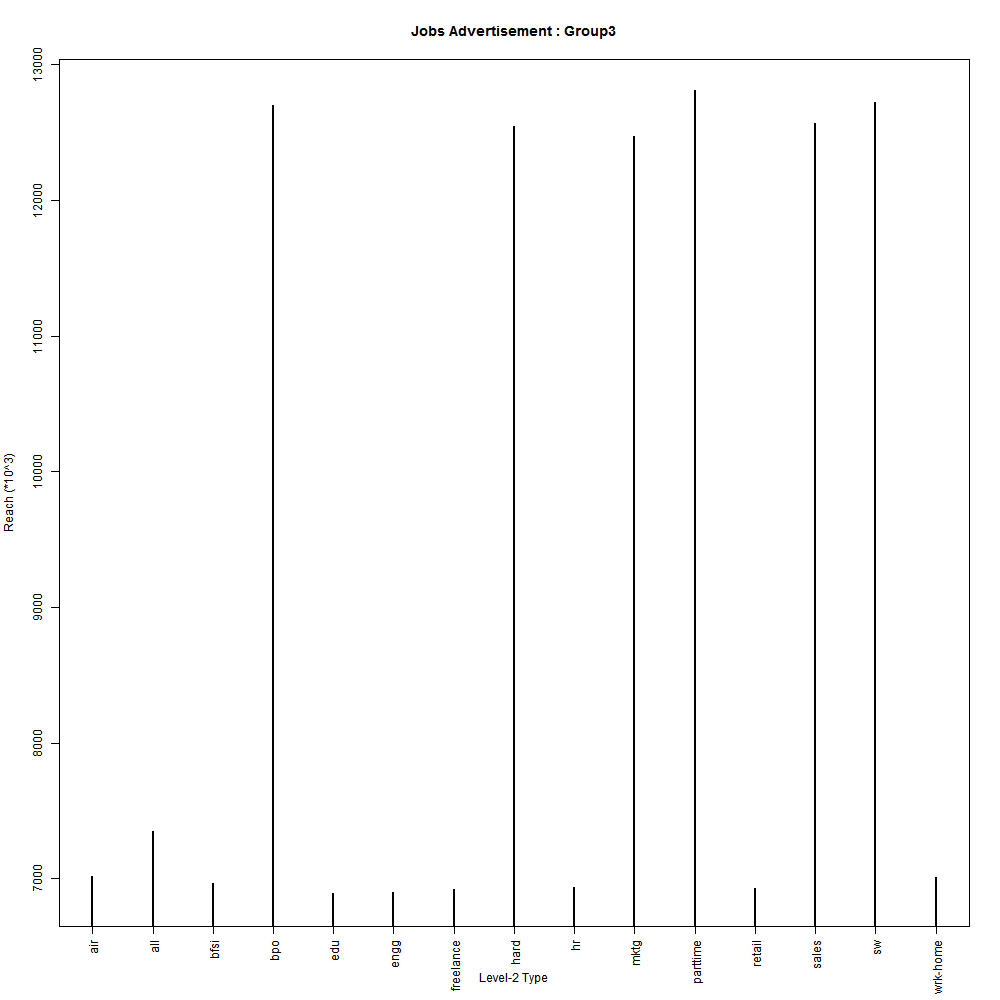 Jobs Advertisement : Group3
Reach (*10^3)
13000
12000
11000
10000
9000
8000
7000
air
all
bfsi
bpo
edu
engg
freelance
hard
hr
mktg
parttime
retail
sales
sw
wrk-home
Level-2 Type